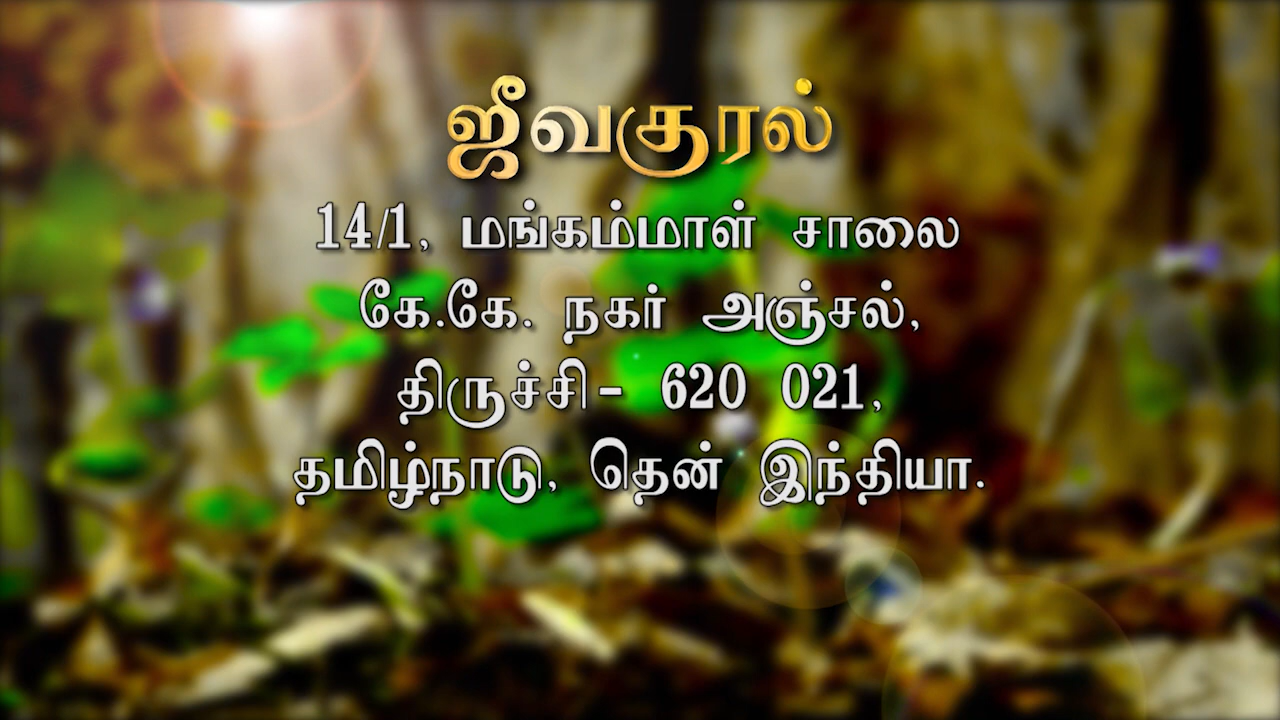 ஜீவகுரல்
14/1, மங்கம்மாள் சாலை
கே.கே. நகர் அஞ்சல்,
திருச்சி- 620 021,
தமிழ்நாடு, தென் இந்தியா.